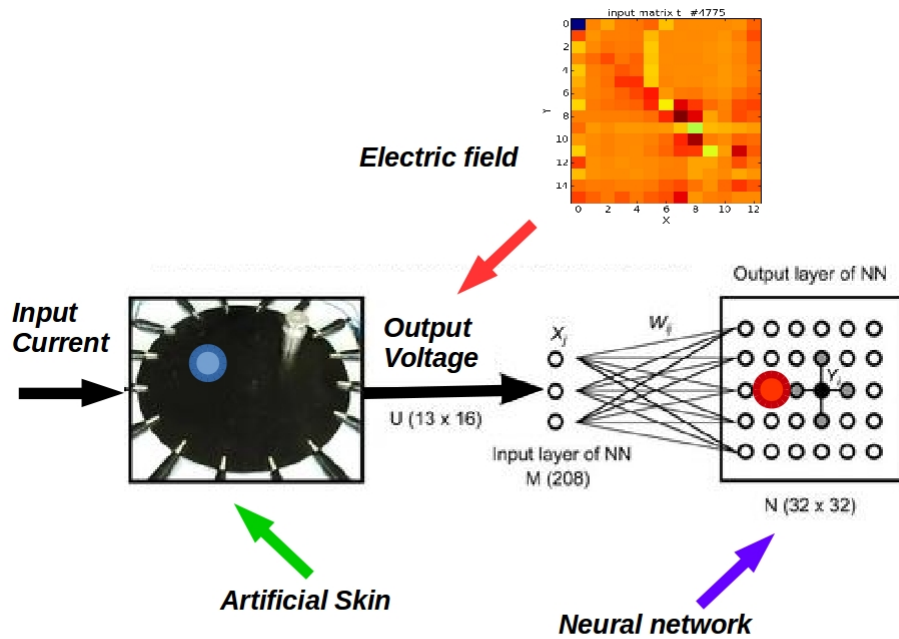 input matrix t #4775
0
2
4
6
8
10
12
14
Y
0 2 4 6 8 10 12
X
Electric field
Output layer of NN
Input
Current
Output
Voltage
X_j
W_ij
Y_i
U (13 x 16)
Input layer of NN
M (208)
N (32 x 32)
Artificial Skin
Neural network